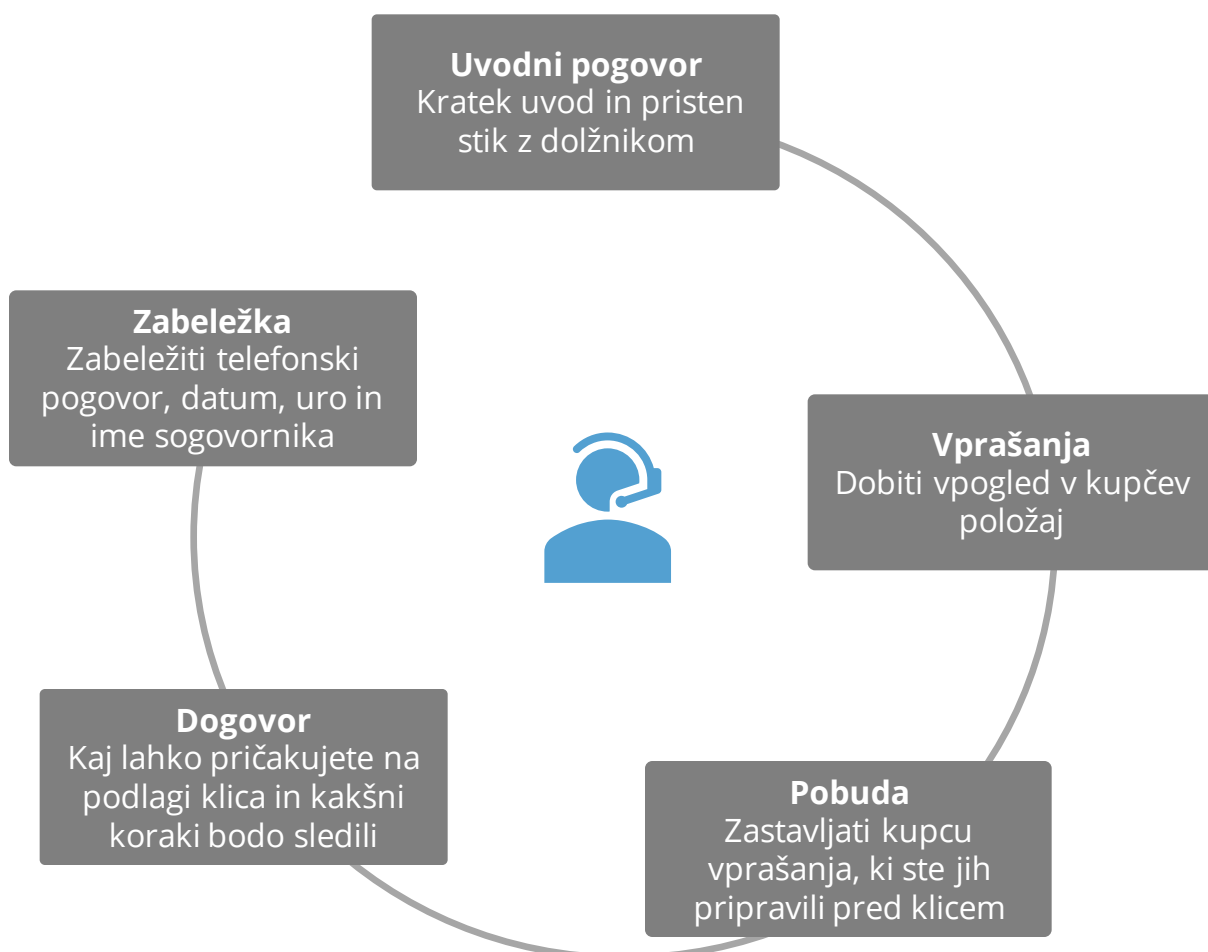 Uvodni pogovor
Kratek uvod in pristen
stik z dolžnikom
Vprašanja
Dobiti vpogled v kupčev
položaj
Pobuda
Zastavljati kupcu
vprašanja, ki ste jih
pripravili pred klicem
Dogovor
Kaj lahko pričakujete na
podlagi klica in kakšni
koraki bodo sledili
Zabeležka
Zabeležiti telefonski
pogovor, datum, uro in
ime sogovornika